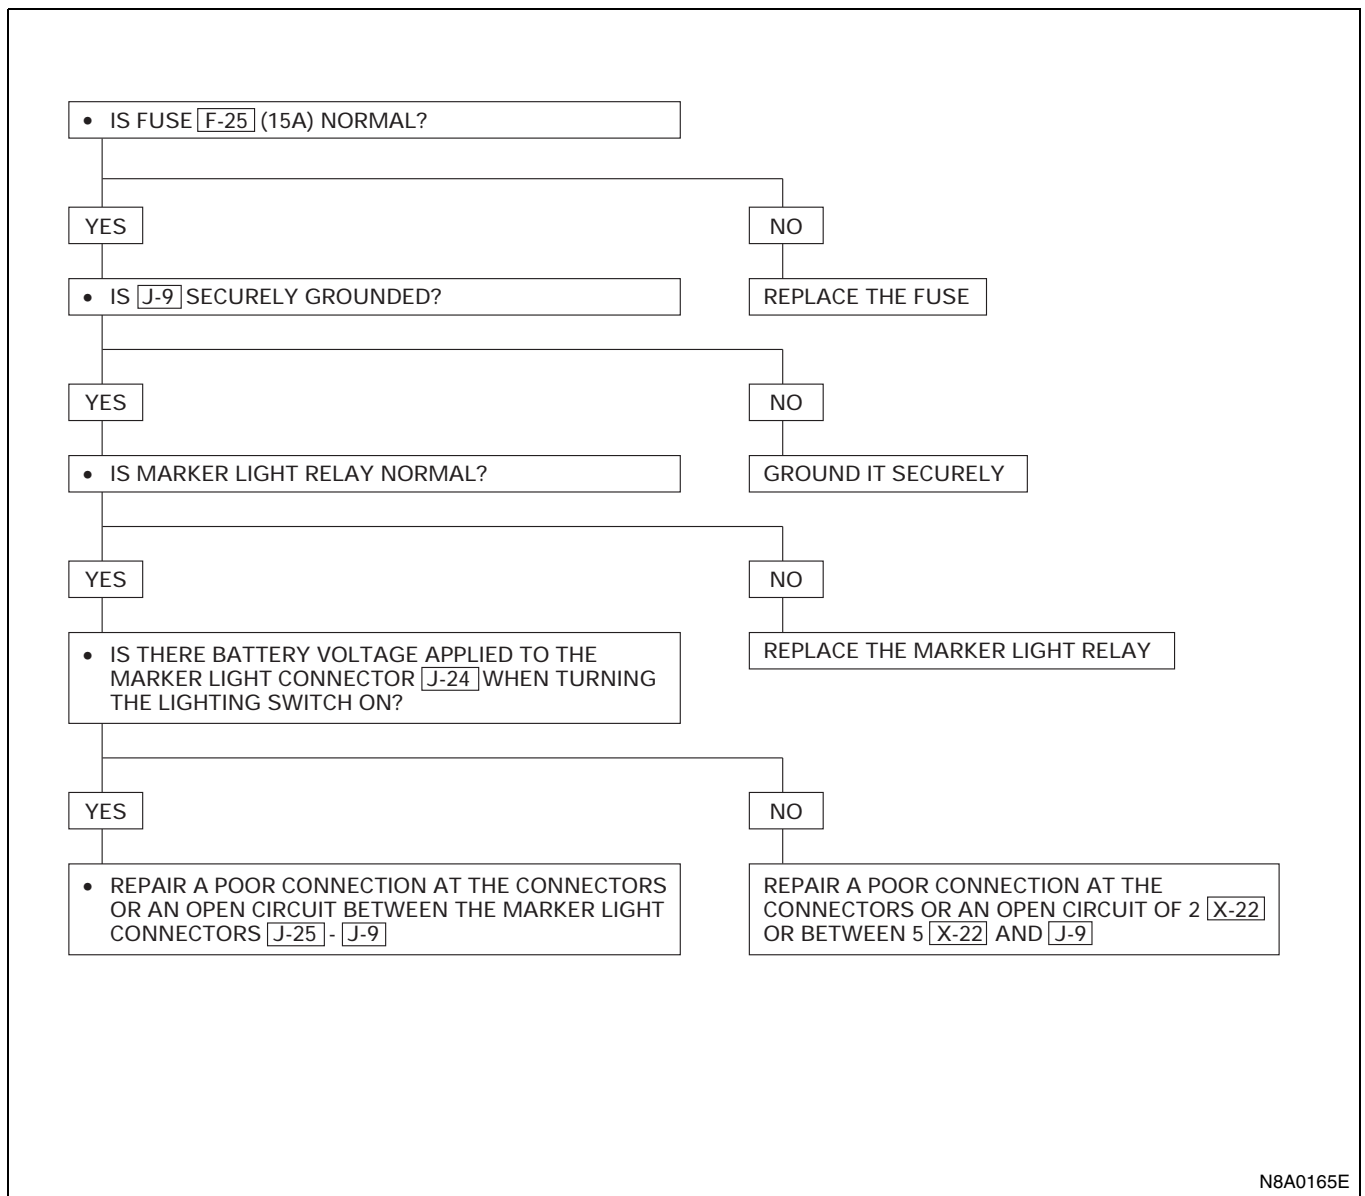 • IS FUSE F-25 (15A) NORMAL?
YES
NO
• IS J-9 SECURELY GROUNDED?
REPLACE THE FUSE
YES
NO
• IS MARKER LIGHT RELAY NORMAL?
GROUND IT SECURELY
YES
NO
• IS THERE BATTERY VOLTAGE APPLIED TO THE
MARKER LIGHT CONNECTOR J-24 WHEN TURNING
THE LIGHTING SWITCH ON?
REPLACE THE MARKER LIGHT RELAY
YES
NO
• REPAIR A POOR CONNECTION AT THE CONNECTORS
OR AN OPEN CIRCUIT BETWEEN THE MARKER LIGHT
CONNECTORS J-25 - J-9
REPAIR A POOR CONNECTION AT THE
CONNECTORS OR AN OPEN CIRCUIT OF 2 X-22
OR BETWEEN 5 X-22 AND J-9
N8A0165E